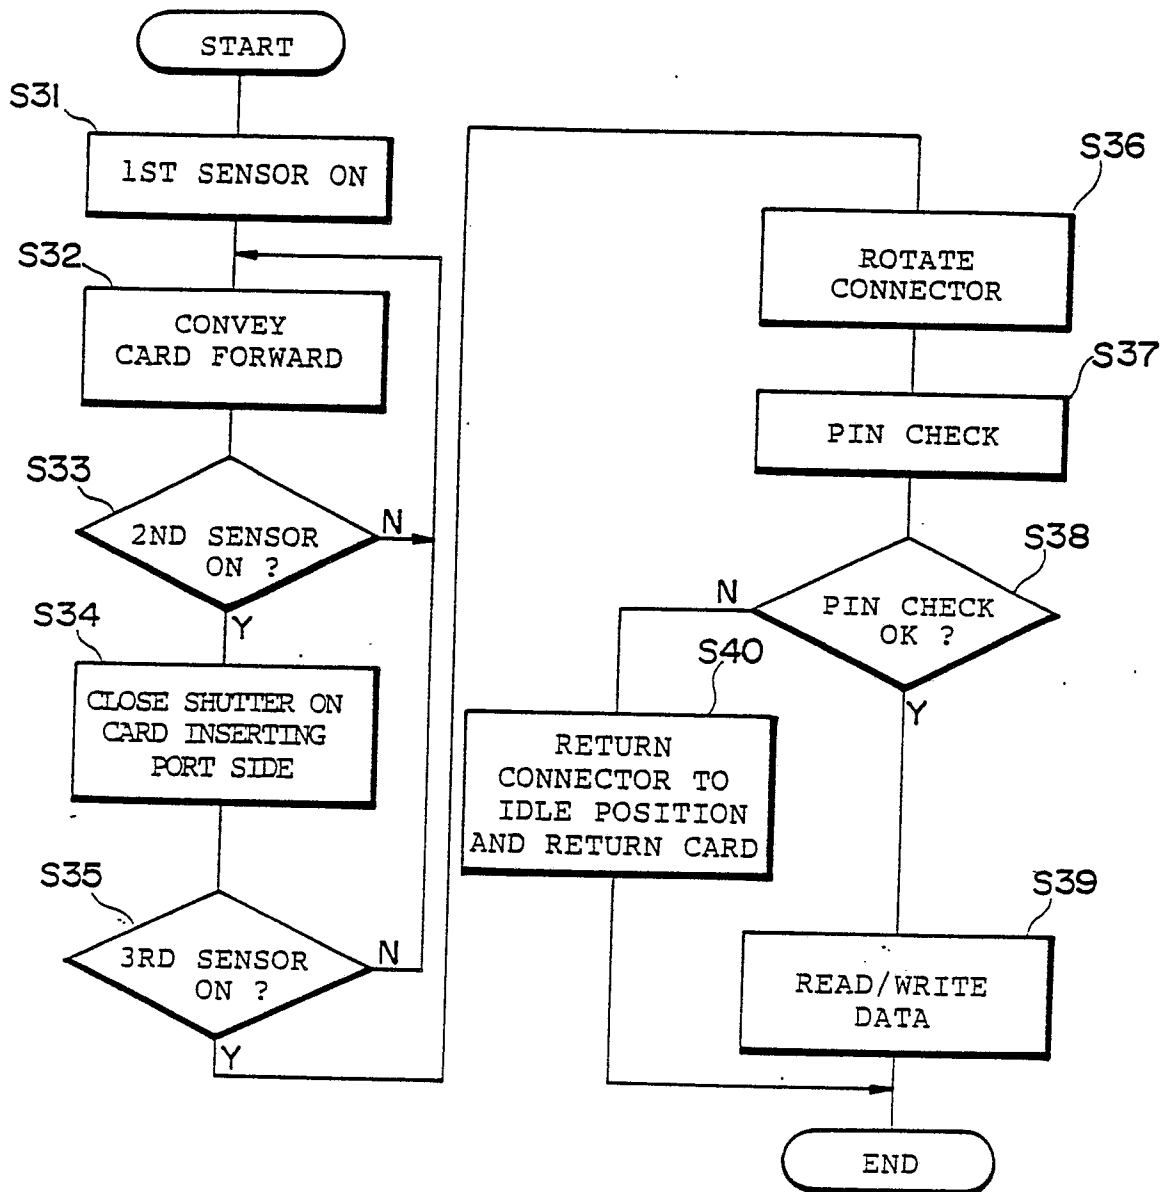 START
S31
1ST SENSOR ON
S32
CONVEY
CARD FORWARD
S33
2ND SENSOR
ON ?
N
Y
S34
CLOSE SHUTTER ON
CARD INSERTING
PORT SIDE
S35
3RD SENSOR
ON ?
N
Y
S36
ROTATE
CONNECTOR
S37
PIN CHECK
S38
PIN CHECK
OK ?
N
Y
S40
RETURN
CONNECTOR TO
IDLE POSITION
AND RETURN CARD
S39
READ/WRITE
DATA
END